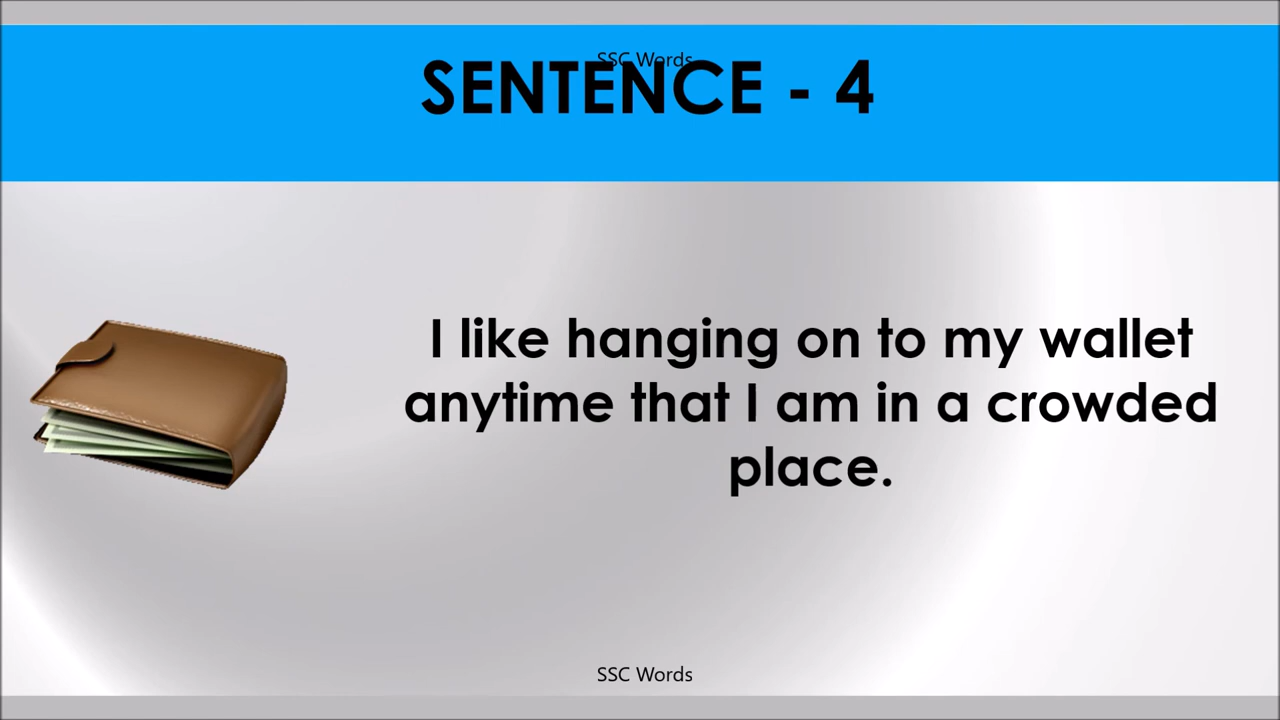 SSC Words
SENTENCE - 4
I like hanging on to my wallet
anytime that I am in a crowded
place.
SSC Words